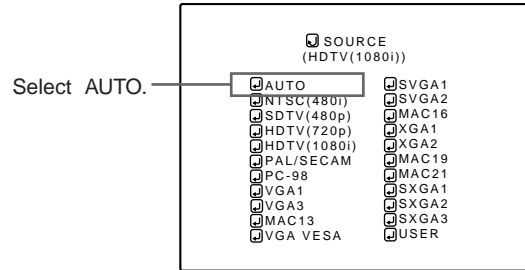 SOURCE
(HDTV(1080i))
Select AUTO.
AUTO
NTSC(480i)
SDTV(480p)
HDTV(720p)
HDTV(1080i)
PAL/SECAM
PC-98
VGA1
VGA3
MAC13
VGA VESA
SVGA1
SVGA2
MAC16
XGA1
XGA2
MAC19
MAC21
SXGA1
SXGA2
SXGA3
USER